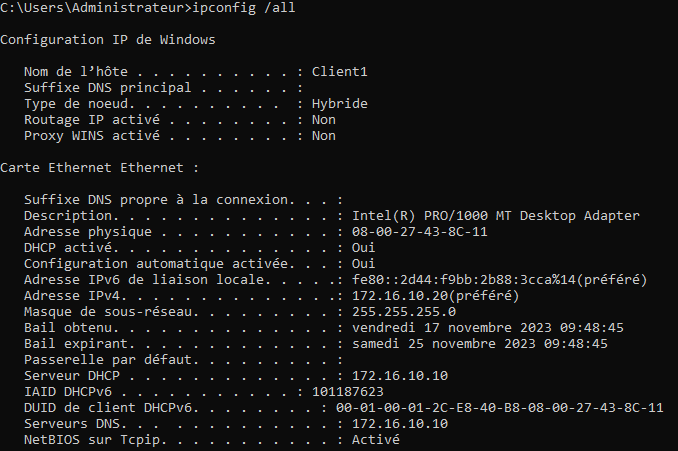 C:\Users\Administrateur>ipconfig /all
Configuration IP de Windows
Nom de l’hôte . . . . . . . . . . : Client1
Suffixe DNS principal . . . . . . :
Type de noeud. . . . . . . . . . : Hybride
Routage IP activé . . . . . . . . : Non
Proxy WINS activé . . . . . . . . : Non
Carte Ethernet Ethernet :
Suffixe DNS propre à la connexion. . . :
Description. . . . . . . . . . . . . . : Intel(R) PRO/1000 MT Desktop Adapter
Adresse physique . . . . . . . . . . . : 08-00-27-43-8C-11
DHCP activé. . . . . . . . . . . . . . : Oui
Configuration automatique activée. . . : Oui
Adresse IPv6 de liaison locale. . . . .: fe80::2d44:f9bb:2b88:3cca%14(préféré)
Adresse IPv4. . . . . . . . . . . . . .: 172.16.10.20(préféré)
Masque de sous-réseau. . . . . . . . . : 255.255.255.0
Bail obtenu. . . . . . . . . . . . . . : vendredi 17 novembre 2023 09:48:45
Bail expirant. . . . . . . . . . . . . : samedi 25 novembre 2023 09:48:45
Passerelle par défaut. . . . . . . . . :
Serveur DHCP . . . . . . . . . . . . . : 172.16.10.10
IAID DHCPv6 . . . . . . . . . . . : 101187623
DUID de client DHCPv6. . . . . . . . : 00-01-00-01-2C-E8-40-B8-08-00-27-43-8C-11
Serveurs DNS. . . . . . . . . . . . . : 172.16.10.10
NetBIOS sur Tcpip. . . . . . . . . . . : Activé